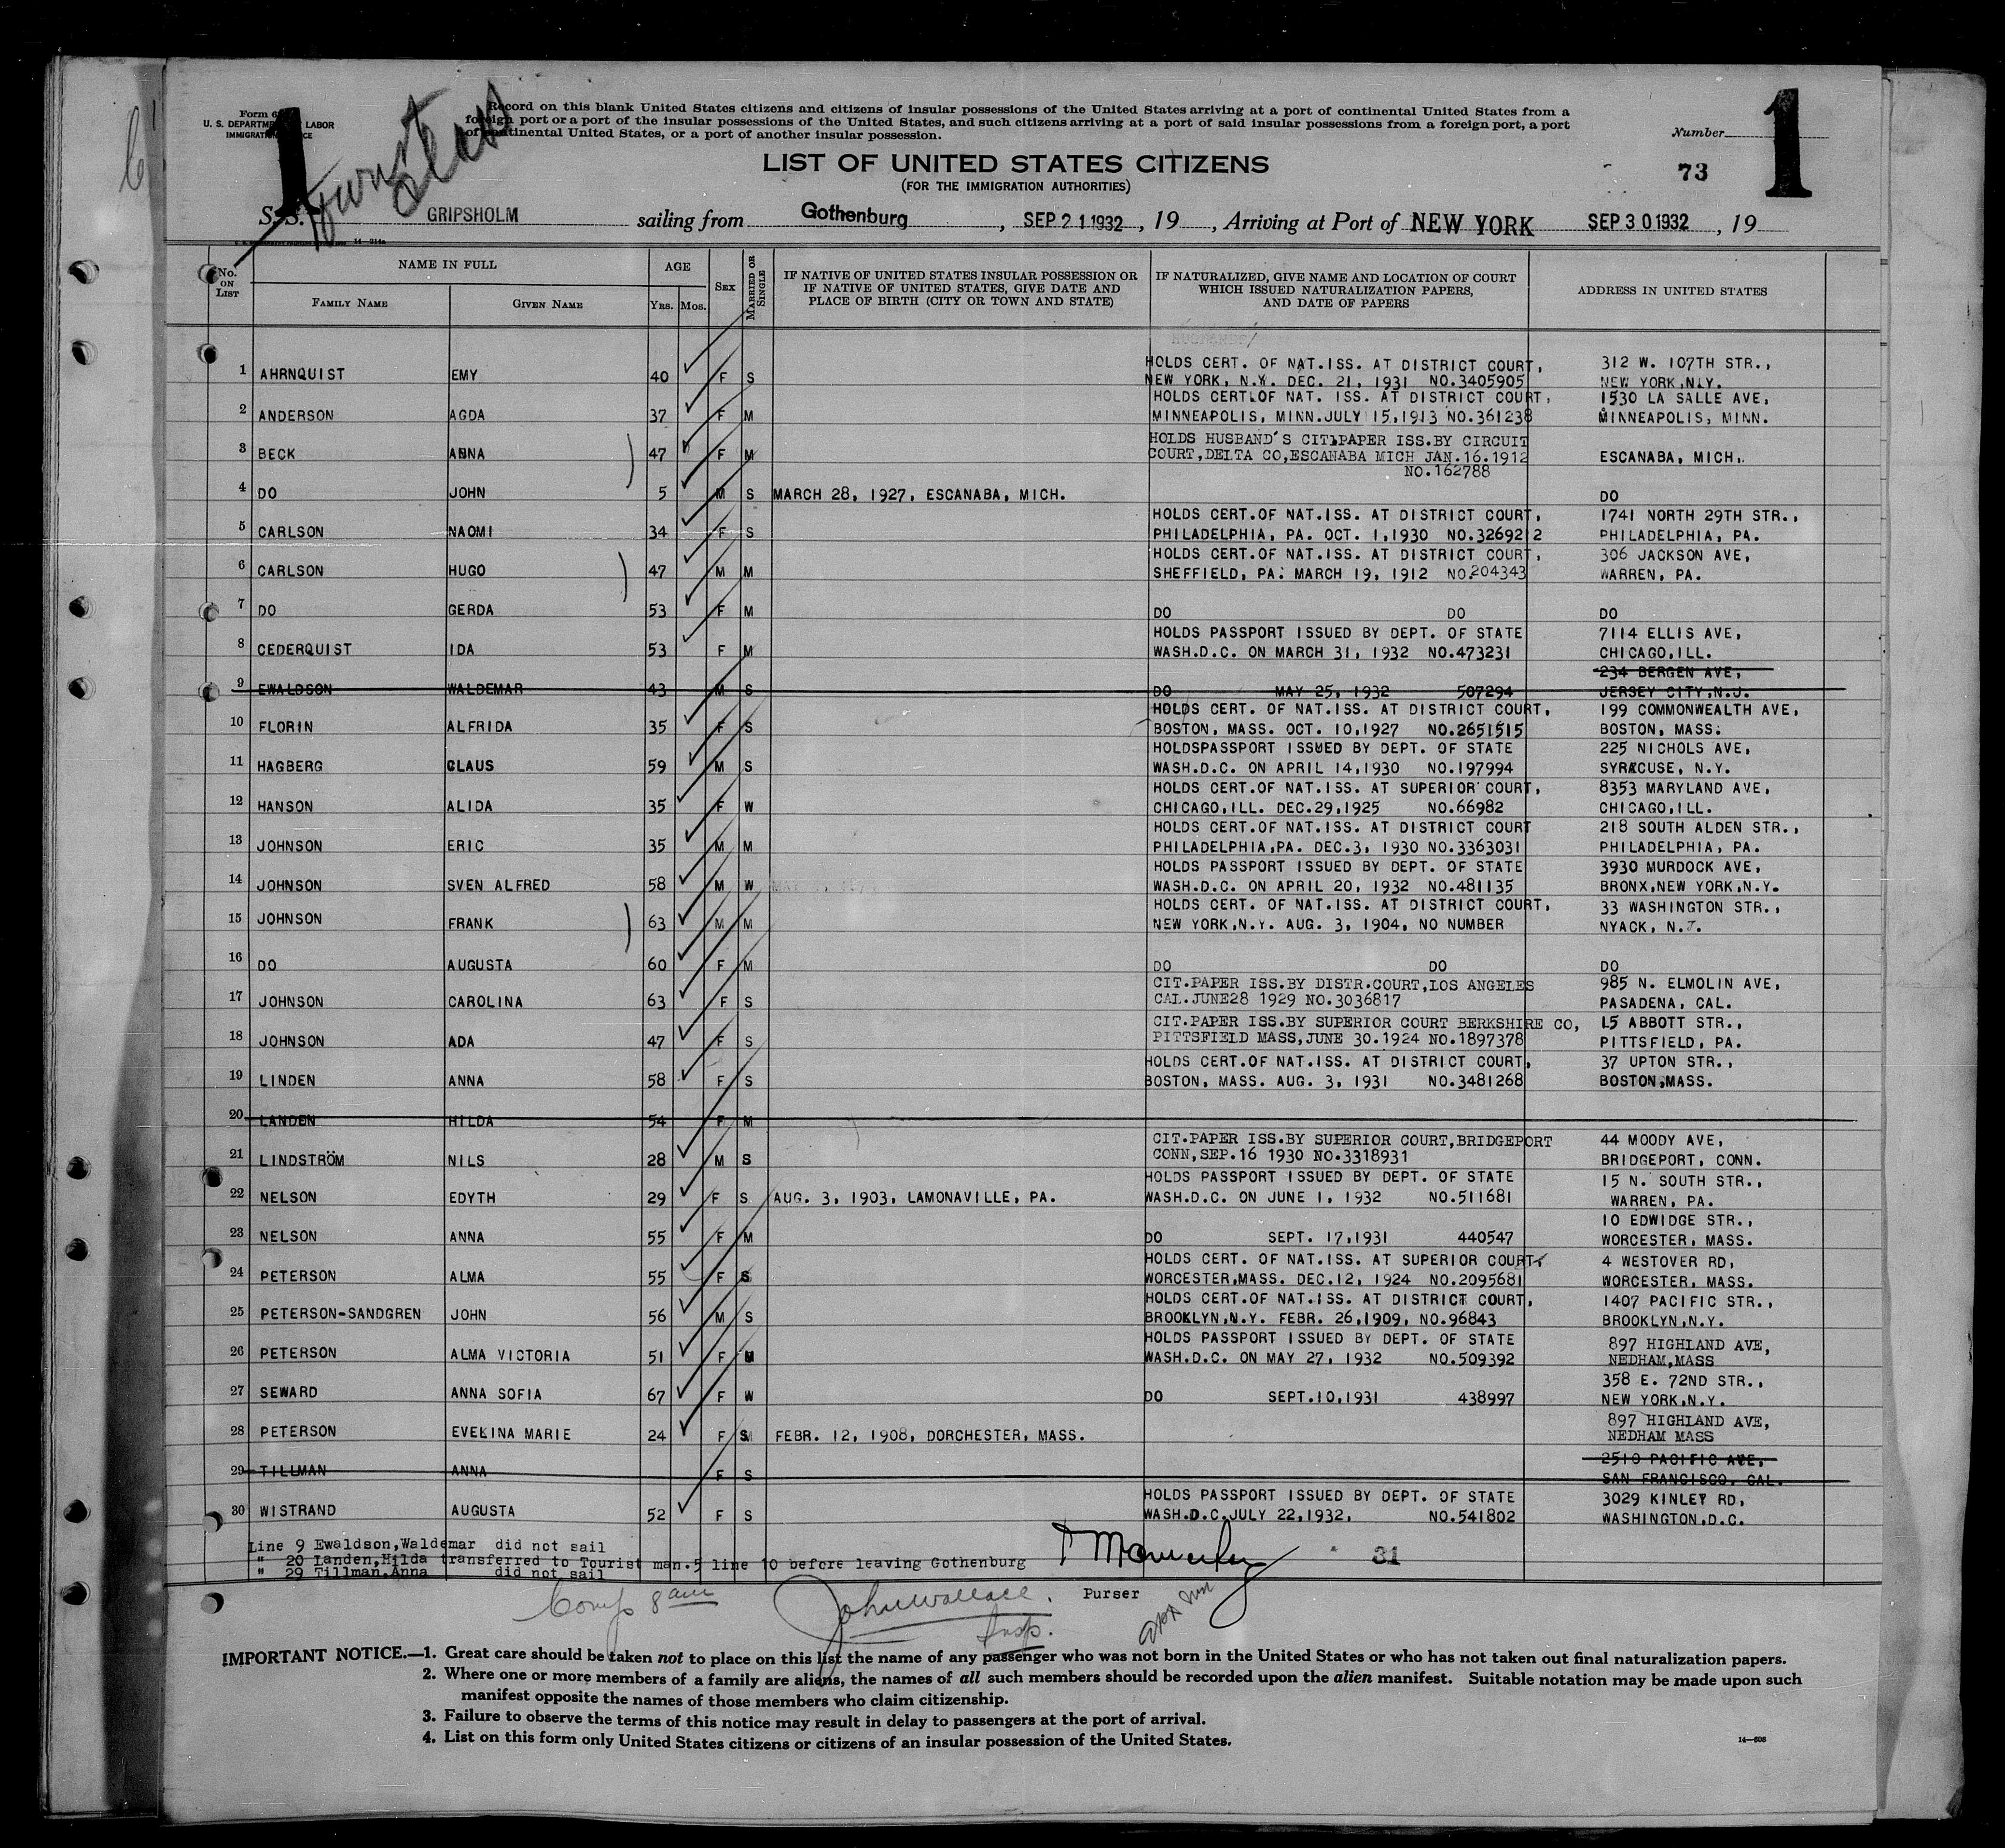 1
Tourist
Class
Form 6
U. S. DEPARTMENT LABOR
Record on this blank United States citizens and citizens of insular possessions of the United States arriving at a port of continental United States from a
foreign port or a port of the insular possessions of the United States, and such citizens arriving at a port of said insular possessions from a foreign port, a port
of continental United States, or a port of another insular possession.
Number
1
LIST OF UNITED STATES CITIZENS
(FOR THE IMMIGRATION AUTHORITIES)
73
S.S. GRIPSHOLM sailing from Gothenburg, SEP 21 1932, 19, Arriving at Port of NEW YORK SEP 30 1932, 19
No. ON LIST
NAME IN FULL
FAMILY NAME GIVEN NAME
AGE
YRS. MOS.
SEX
MARRIED OR SINGLE
IF NATIVE OF UNITED STATES INSULAR POSSESSION OR
IF NATIVE OF UNITED STATES, GIVE DATE AND
PLACE OF BIRTH (CITY OR TOWN AND STATE)
IF NATURALIZED, GIVE NAME AND LOCATION OF COURT
WHICH ISSUED NATURALIZATION PAPERS,
AND DATE OF PAPERS
ADDRESS IN UNITED STATES
HOLDS CERT. OF NAT.ISS. AT DISTRICT COURT, 312 W. 107TH STR.,
1 AHRNQUIST EMY 40 F S NEW YORK, N.Y. DEC. 21, 1931 NO.3405905 NEW YORK,N.Y.
HOLDS CERT.OF NAT. ISS. AT DISTRICT COURT, 1530 LA SALLE AVE,
2 ANDERSON AGDA 37 F M MINNEAPOLIS, MINN.JULY 15,1913 NO.361238 MINNEAPOLIS, MINN.
HOLDS HUSBAND'S CIT.PAPER ISS.BY CIRCUIT
3 BECK ANNA 47 F M COURT,DELTA CO,ESCANABA MICH JAN.16.1912 ESCANABA, MICH.
NO.162788
4 DO JOHN 5 M S MARCH 28, 1927, ESCANABA, MICH. DO
HOLDS CERT.OF NAT.ISS. AT DISTRICT COURT, 1741 NORTH 29TH STR.,
5 CARLSON NAOMI 34 F S PHILADELPHIA, PA. OCT. 1,1930 NO.3269212 PHILADELPHIA, PA.
HOLDS CERT.OF NAT.ISS. AT DISTRICT COURT, 306 JACKSON AVE,
6 CARLSON HUGO 47 M M SHEFFIELD, PA. MARCH 19, 1912 NO.204343 WARREN, PA.
7 DO GERDA 53 F M DO DO DO
HOLDS PASSPORT ISSUED BY DEPT. OF STATE 7114 ELLIS AVE,
8 CEDERQUIST IDA 53 F M WASH.D.C. ON MARCH 31, 1932 NO.473231 CHICAGO,ILL.
234 BERGEN AVE,
9 EWALDSON WALDEMAR 43 M S DO MAY 25, 1932 507294 JERSEY CITY,N.J.
HOLDS CERT. OF NAT.ISS. AT DISTRICT COURT, 199 COMMONWEALTH AVE,
10 FLORIN ALFRIDA 35 F S BOSTON, MASS. OCT. 10,1927 NO.2651515 BOSTON, MASS.
HOLDSPASSPORT ISSUED BY DEPT. OF STATE 225 NICHOLS AVE,
11 HAGBERG CLAUS 59 M S WASH.D.C. ON APRIL 14,1930 NO.197994 SYRACUSE, N.Y.
HOLDS CERT.OF NAT.ISS. AT SUPERIOR COURT, 8353 MARYLAND AVE,
12 HANSON ALIDA 35 F W CHICAGO,ILL. DEC.29,1925 NO.66982 CHICAGO,ILL.
HOLDS CERT.OF NAT.ISS. AT DISTRICT COURT 218 SOUTH ALDEN STR.,
13 JOHNSON ERIC 35 M M PHILADELPHIA,PA. DEC.3, 1930 NO.3363031 PHILADELPHIA, PA.
HOLDS PASSPORT ISSUED BY DEPT. OF STATE 3930 MURDOCK AVE,
14 JOHNSON SVEN ALFRED 58 M W WASH.D.C. ON APRIL 20, 1932 NO.481135 BRONX,NEW YORK,N.Y.
HOLDS CERT. OF NAT.ISS. AT DISTRICT COURT, 33 WASHINGTON STR.,
15 JOHNSON FRANK 63 M M NEW YORK,N.Y. AUG. 3, 1904, NO NUMBER NYACK, N.J.
16 DO AUGUSTA 60 F M DO DO DO
CIT.PAPER ISS.BY DISTR.COURT,LOS ANGELES 985 N. ELMOLIN AVE,
17 JOHNSON CAROLINA 63 F S CAL.JUNE28 1929 NO.3036817 PASADENA, CAL.
CIT.PAPER ISS.BY SUPERIOR COURT BERKSHIRE CO, 15 ABBOTT STR.,
18 JOHNSON ADA 47 F S PITTSFIELD MASS,JUNE 30.1924 NO.1897378 PITTSFIELD, PA.
HOLDS CERT.OF NAT.ISS. AT DISTRICT COURT, 37 UPTON STR.,
19 LINDEN ANNA 58 F S BOSTON, MASS. AUG. 3, 1931 NO.3481268 BOSTON,MASS.
20 LANDEN HILDA 54 F M
CIT.PAPER ISS.BY SUPERIOR COURT,BRIDGEPORT 44 MOODY AVE,
21 LINDSTRÖM NILS 28 M S CONN,SEP.16 1930 NO.3318931 BRIDGEPORT, CONN.
HOLDS PASSPORT ISSUED BY DEPT. OF STATE 15 N. SOUTH STR.,
22 NELSON EDYTH 29 F S AUG. 3, 1903, LAMONAVILLE, PA. WASH.D.C. ON JUNE 1, 1932 NO.511681 WARREN, PA.
10 EDWIDGE STR.,
23 NELSON ANNA 55 F M DO SEPT. 17,1931 440547 WORCESTER, MASS.
HOLDS CERT. OF NAT.ISS. AT SUPERIOR COURT, 4 WESTOVER RD,
24 PETERSON ALMA 55 F S WORCESTER,MASS. DEC.12, 1924 NO.2095681 WORCESTER, MASS.
HOLDS CERT.OF NAT.ISS. AT DISTRICT COURT, 1407 PACIFIC STR.,
25 PETERSON-SANDGREN JOHN 56 M S BROOKLYN,N.Y. FEBR. 26,1909, NO.96843 BROOKLYN,N.Y.
HOLDS PASSPORT ISSUED BY DEPT. OF STATE 897 HIGHLAND AVE,
26 PETERSON ALMA VICTORIA 51 F M WASH.D.C. ON MAY 27, 1932 NO.509392 NEDHAM,MASS
358 E. 72ND STR.,
27 SEWARD ANNA SOFIA 67 F W DO SEPT.10,1931 438997 NEW YORK,N.Y.
897 HIGHLAND AVE,
28 PETERSON EVELINA MARIE 24 F S FEBR. 12, 1908, DORCHESTER, MASS. NEDHAM MASS
2510 PACIFIC AVE,
29 TILLMAN ANNA F S SAN FRANCISCO, CAL.
HOLDS PASSPORT ISSUED BY DEPT. OF STATE 3029 KINLEY RD,
30 WISTRAND AUGUSTA 52 F S WASH.D.C.JULY 22,1932, NO.541802 WASHINGTON,D.C.
Line 9 Ewaldson,Waldemar did not sail
" 20 Landen,Hilda transferred to Tourist man.5 line 10 before leaving Gothenburg 31
" 29 Tillman,Anna did not sail
Comp 8 am John Wallace. Purser
Insp.
IMPORTANT NOTICE.—1. Great care should be taken not to place on this list the name of any passenger who was not born in the United States or who has not taken out final naturalization papers.
2. Where one or more members of a family are aliens, the names of all such members should be recorded upon the alien manifest. Suitable notation may be made upon such
manifest opposite the names of those members who claim citizenship.
3. Failure to observe the terms of this notice may result in delay to passengers at the port of arrival.
4. List on this form only United States citizens or citizens of an insular possession of the United States.
14—608